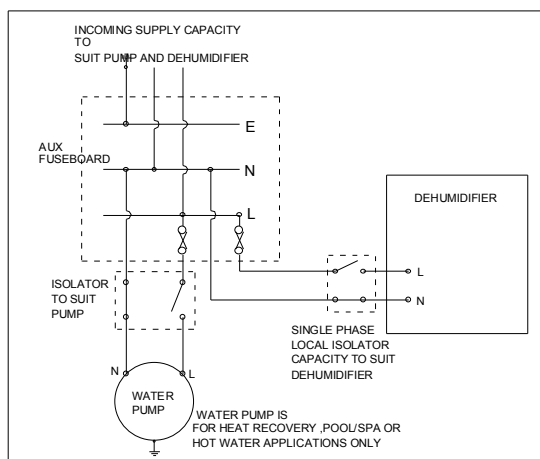 INCOMING SUPPLY CAPACITY
TO
SUIT PUMP AND DEHUMIDIFIER
E
AUX
FUSEBOARD
N
L
DEHUMIDIFIER
L
N
ISOLATOR
TO SUIT
PUMP
SINGLE PHASE
LOCAL ISOLATOR
CAPACITY TO SUIT
DEHUMIDIFIER
N
L
WATER
PUMP
WATER PUMP IS
FOR HEAT RECOVERY ,POOL/SPA OR
HOT WATER APPLICATIONS ONLY